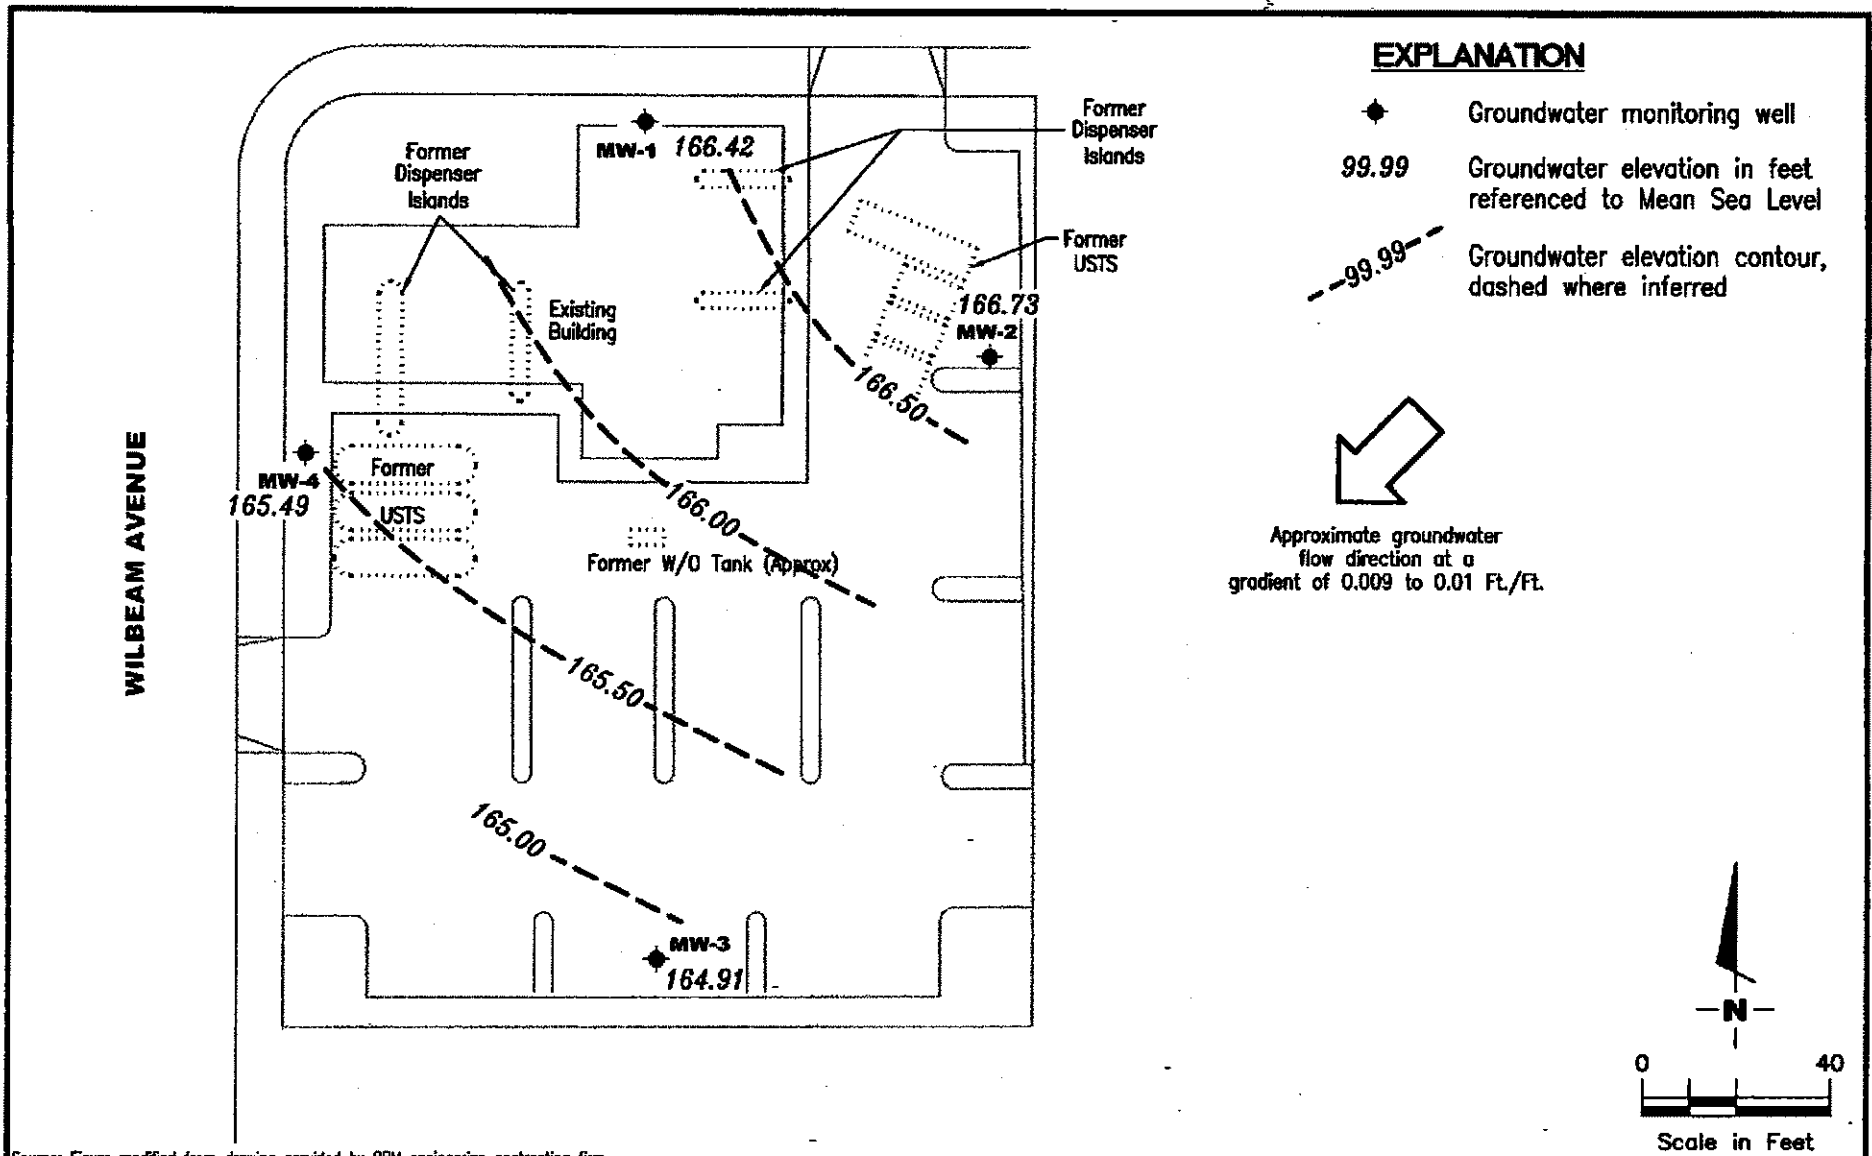 EXPLANATION
Groundwater monitoring well
99.99
Groundwater elevation in feet
referenced to Mean Sea Level
99.99
Groundwater elevation contour,
dashed where inferred
Former
Dispenser
Islands
MW-1 166.42
Former
Dispenser
Islands
Former
USTS
Existing
Building
166.73
MW-2
166.50
WILBEAM AVENUE
MW-4
165.49
Former
USTS
166.00
Former W/O Tank (Approx)
165.50
165.00
MW-3
164.91
Approximate groundwater
flow direction at a
gradient of 0.009 to 0.01 Ft./Ft.
N
0 40
Scale in Feet